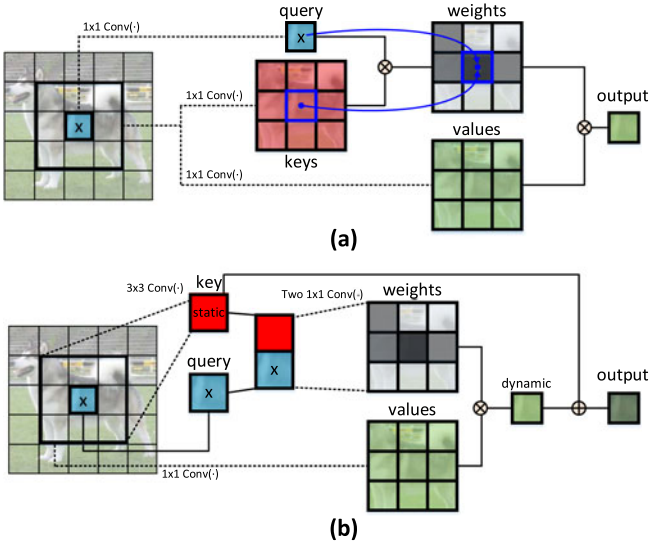 query
weights
1x1 Conv(·)
x
x
1x1 Conv(·)
output
values
keys
1x1 Conv(·)
(a)
key
3x3 Conv(·)
Two 1x1 Conv(·)
weights
static
query
x
dynamic
output
x
x
values
1x1 Conv(·)
(b)